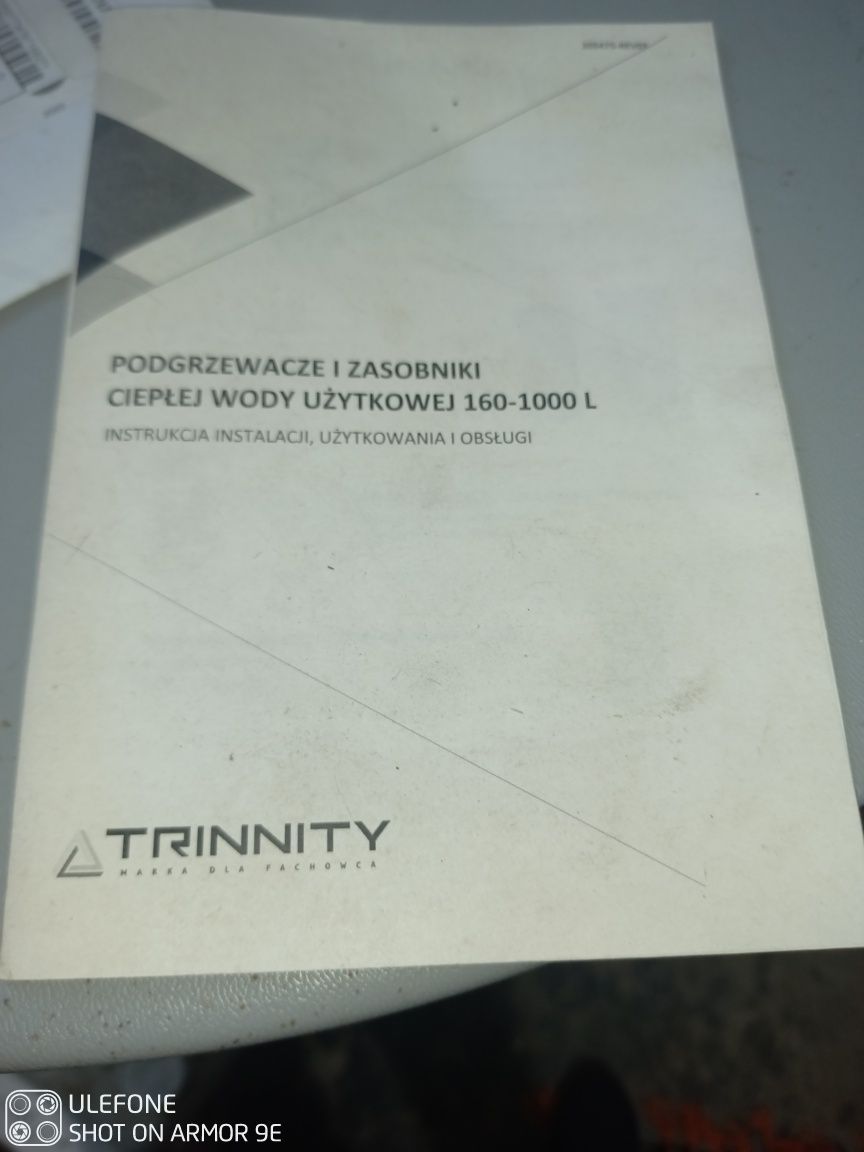 PODGRZEWACZE I ZASOBNIKI
CIEPŁEJ WODY UŻYTKOWEJ 160-1000 L
INSTRUKCJA INSTALACJI, UŻYTKOWANIA I OBSŁUGI
TRINNITY
MARKA DLA FACHOWCA
ULEFONE
SHOT ON ARMOR 9E